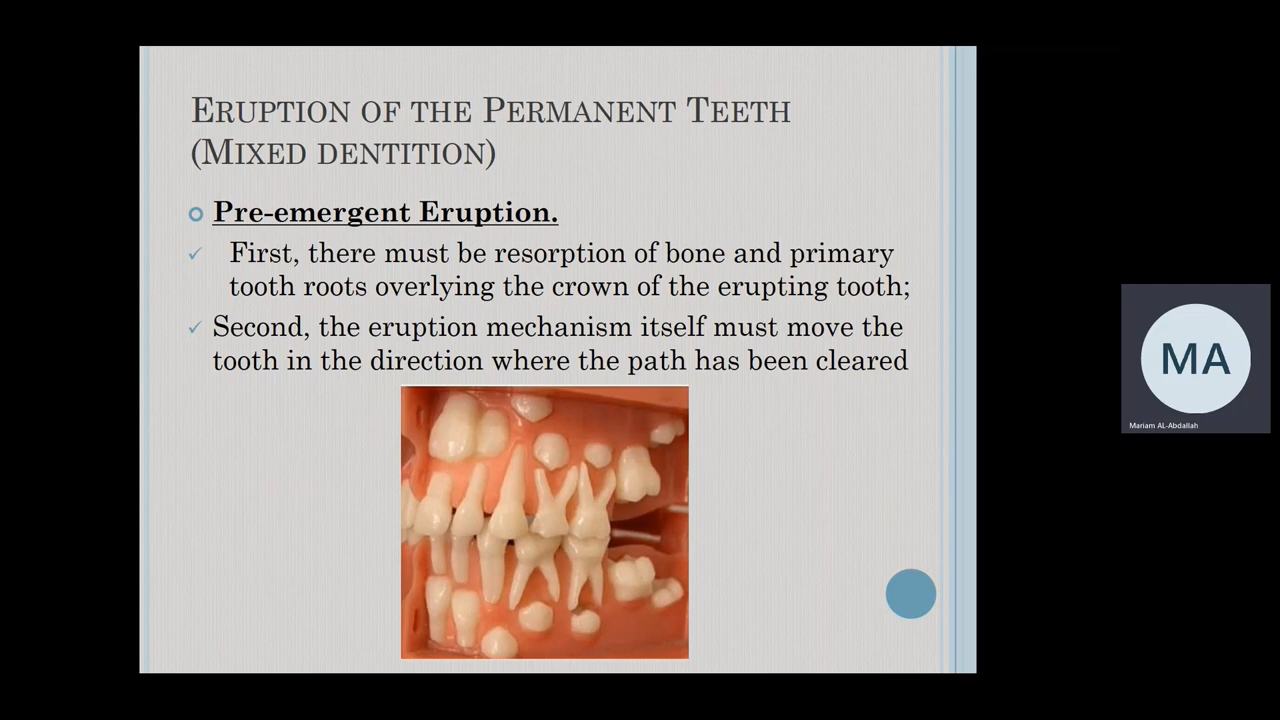 ERUPTION OF THE PERMANENT TEETH
(MIXED DENTITION)
Pre-emergent Eruption.
First, there must be resorption of bone and primary
tooth roots overlying the crown of the erupting tooth;
Second, the eruption mechanism itself must move the
tooth in the direction where the path has been cleared
MA
Mariam AL-Abdallah